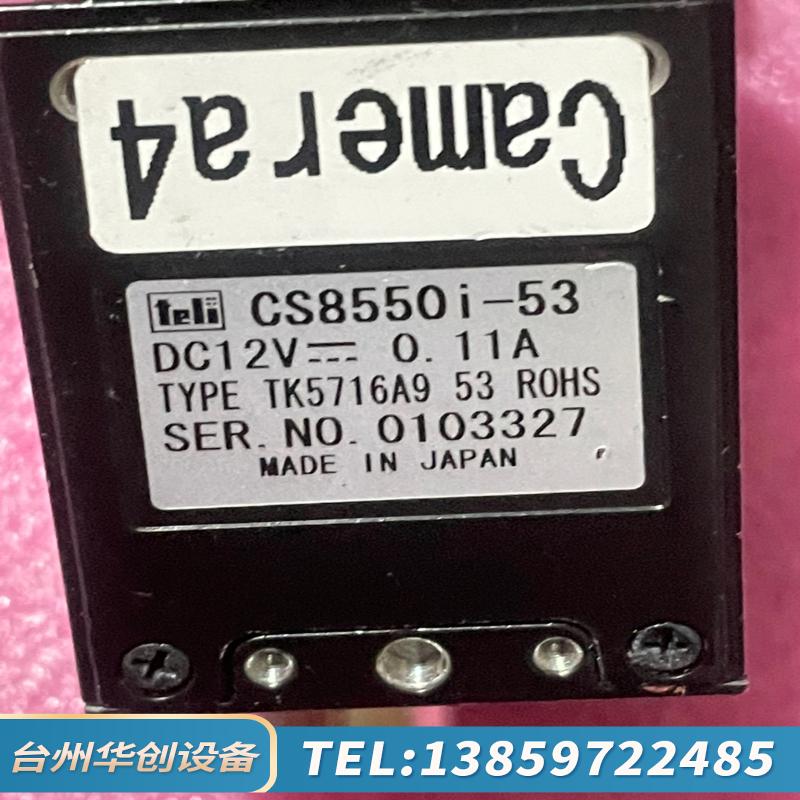 Camera4
teli CS8550i-53
DC12V⎓ 0.11A
TYPE TK5716A9 53 ROHS
SER. NO. 0103327
MADE IN JAPAN
台州华创设备 TEL:13859722485